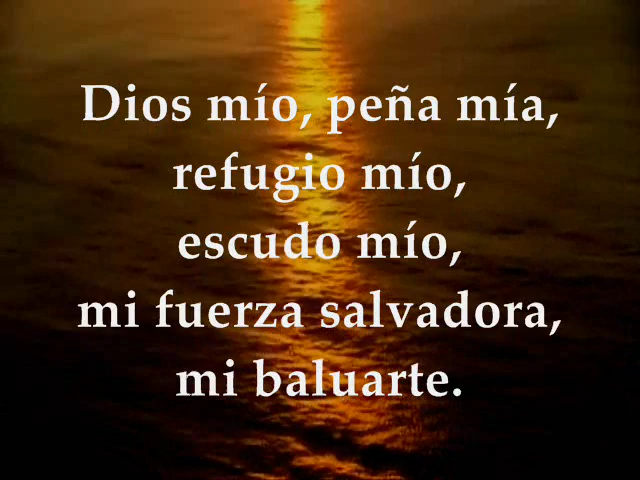 Dios mío, peña mía,
refugio mío,
escudo mío,
mi fuerza salvadora,
mi baluarte.